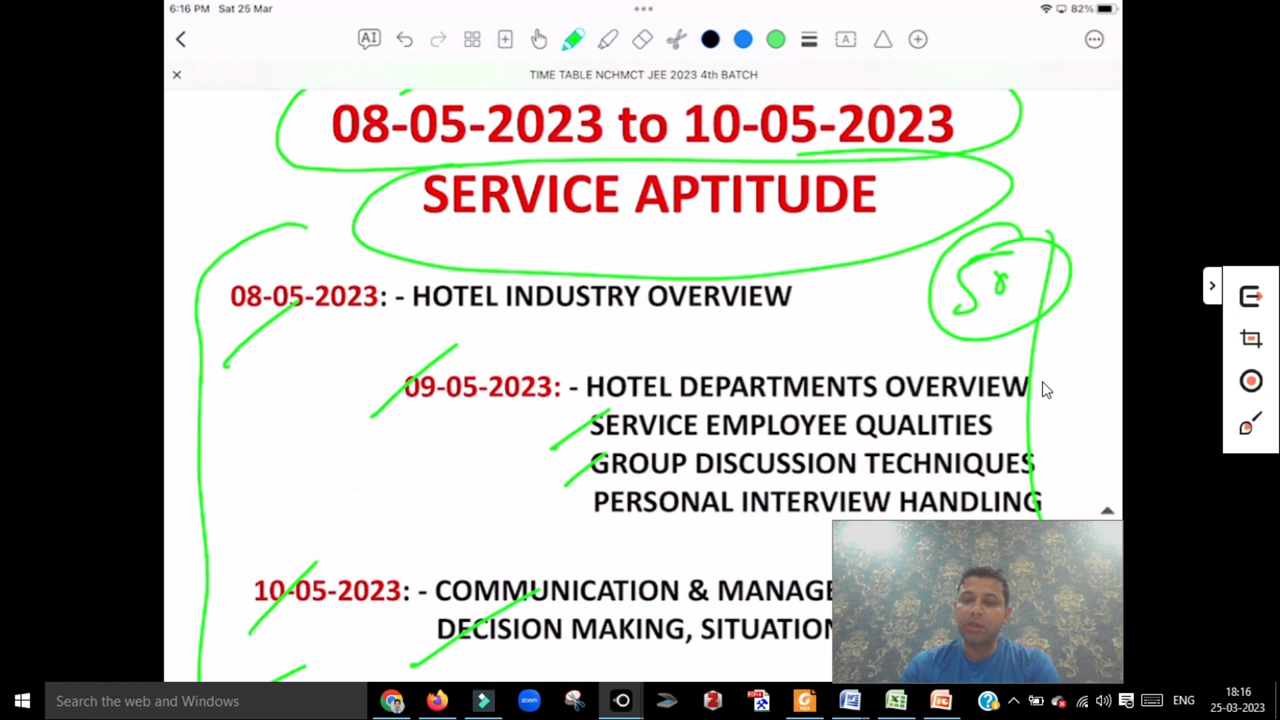 6:16 PM Sat 25 Mar
82%
AI
A
TIME TABLE NCHMCT JEE 2023 4th BATCH
08-05-2023 to 10-05-2023
SERVICE APTITUDE
08-05-2023: - HOTEL INDUSTRY OVERVIEW
09-05-2023: - HOTEL DEPARTMENTS OVERVIEW
SERVICE EMPLOYEE QUALITIES
GROUP DISCUSSION TECHNIQUES
PERSONAL INTERVIEW HANDLING
10-05-2023: - COMMUNICATION & MANAGE
DECISION MAKING, SITUATION
Search the web and Windows
zoom
ENG
18:16
25-03-2023